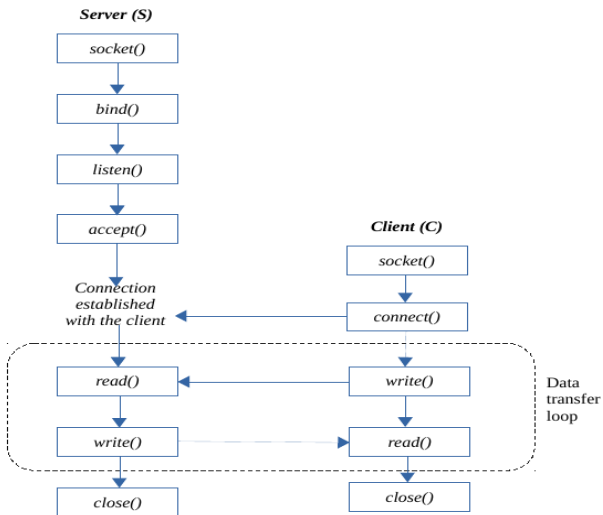 Server (S)
socket()
bind()
listen()
accept()
Connection
established
with the client
read()
write()
close()
Client (C)
socket()
connect()
write()
read()
close()
Data
transfer
loop